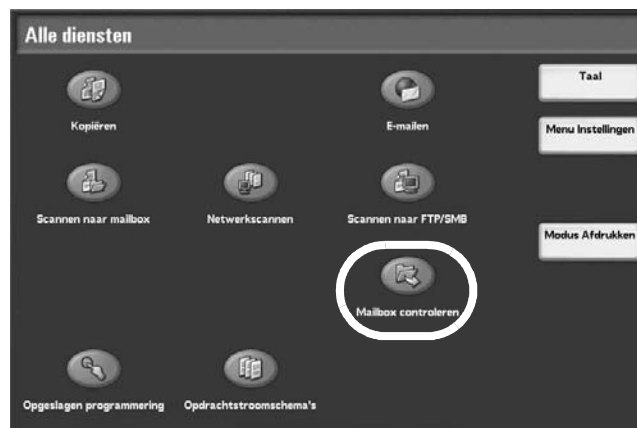 Alle diensten
Taal
Kopiëren
E-mailen
Menu Instellingen
Scannen naar mailbox
Netwerkscannen
Scannen naar FTP/SMB
Modus Afdrukken
Mailbox controleren
Opgeslagen programmering
Opdrachtstroomschema's